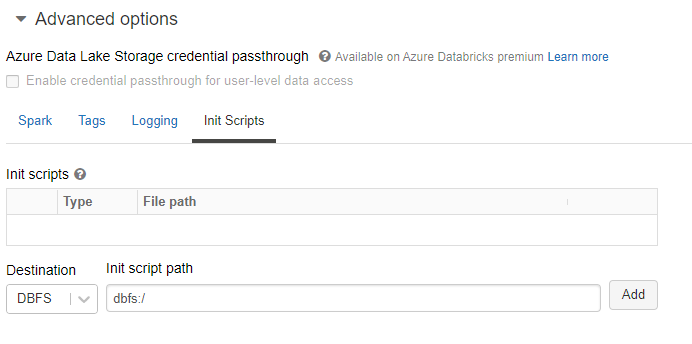 Advanced options
Azure Data Lake Storage credential passthrough ? Available on Azure Databricks premium Learn more
Enable credential passthrough for user-level data access
Spark Tags Logging Init Scripts
Init scripts ?
Type File path
Destination Init script path
DBFS dbfs:/ Add